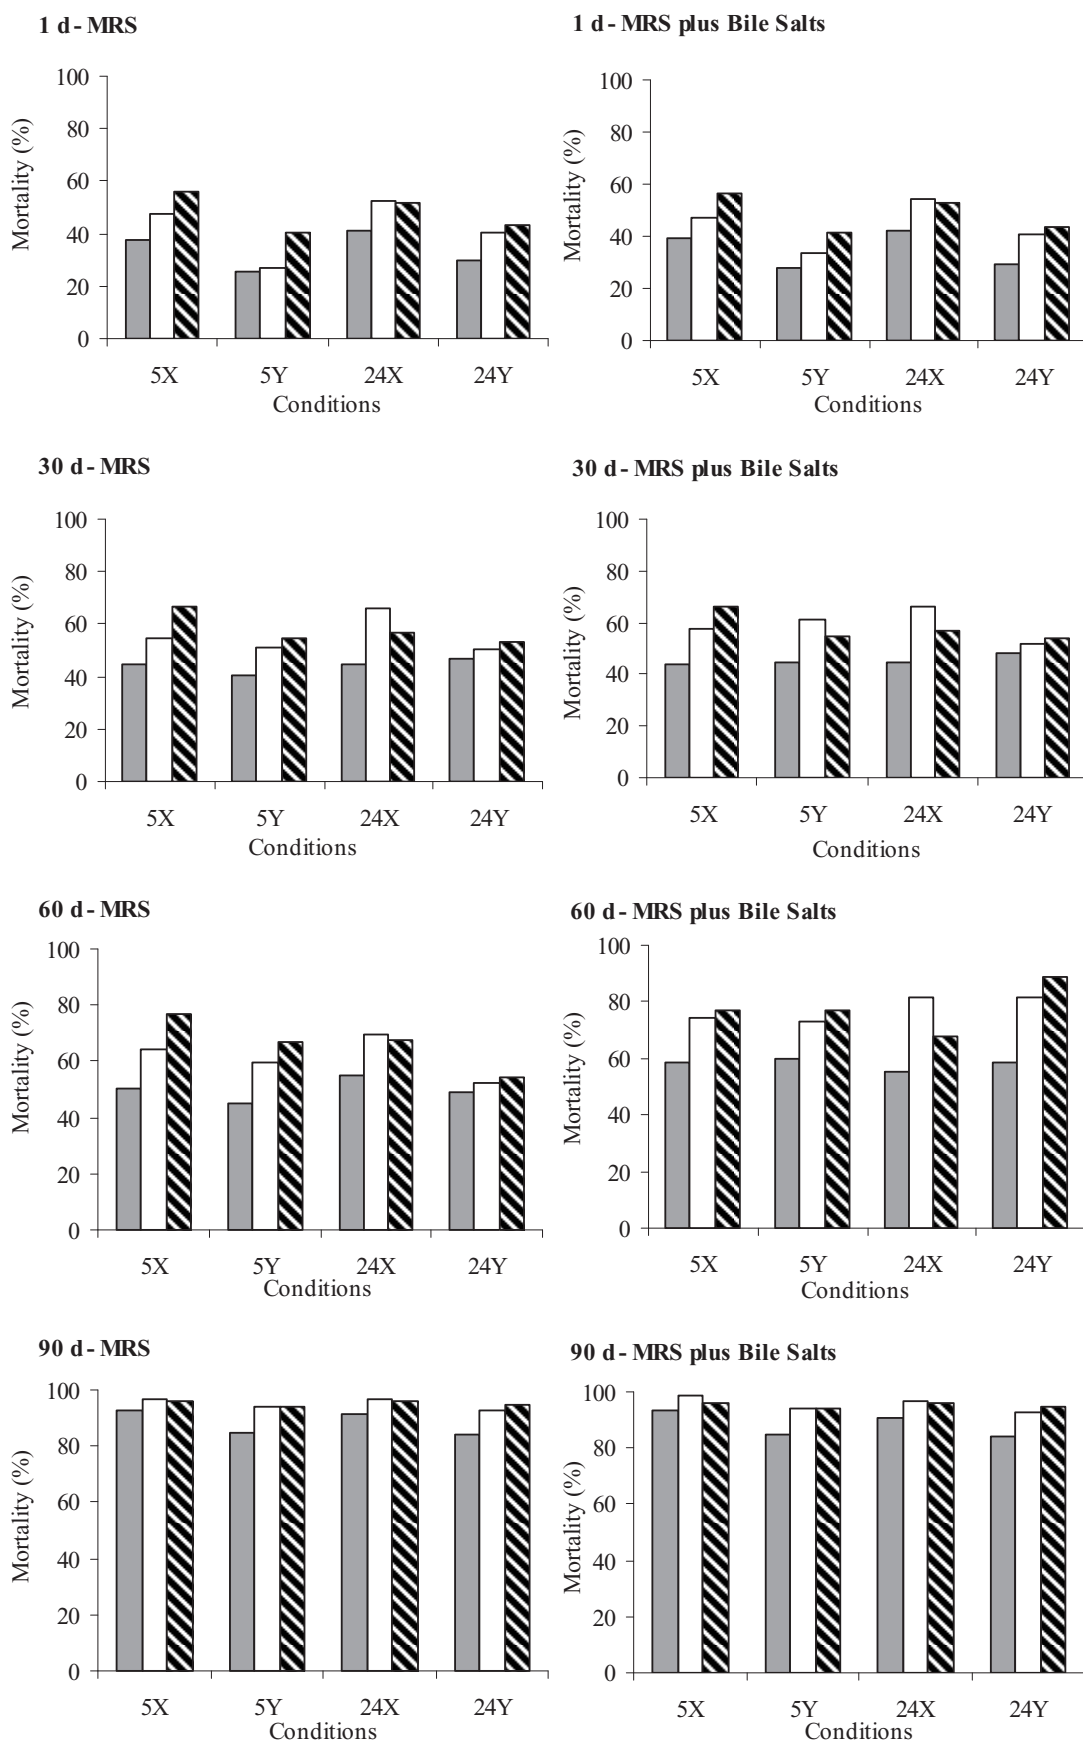 1 d - MRS
Mortality (%)
100
80
60
40
20
0
5X 5Y 24X 24Y
Conditions
1 d - MRS plus Bile Salts
Mortality (%)
100
80
60
40
20
0
5X 5Y 24X 24Y
Conditions
30 d - MRS
Mortality (%)
100
80
60
40
20
0
5X 5Y 24X 24Y
Conditions
30 d - MRS plus Bile Salts
Mortality (%)
100
80
60
40
20
0
5X 5Y 24X 24Y
Conditions
60 d - MRS
Mortality (%)
100
80
60
40
20
0
5X 5Y 24X 24Y
Conditions
60 d - MRS plus Bile Salts
Mortality (%)
100
80
60
40
20
0
5X 5Y 24X 24Y
Conditions
90 d - MRS
Mortality (%)
100
80
60
40
20
0
5X 5Y 24X 24Y
Conditions
90 d - MRS plus Bile Salts
Mortality (%)
100
80
60
40
20
0
5X 5Y 24X 24Y
Conditions